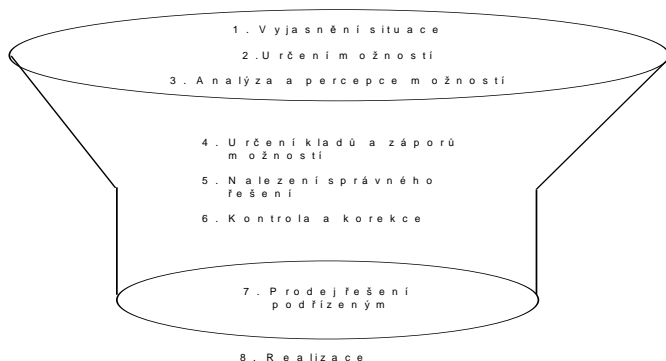 1. Vyjasnění situace
2. Určení možností
3. Analýza a percepce možností
4. Určení kladů a záporů
možností
5. Nalezení správného
řešení
6. Kontrola a korekce
7. Prodej řešení
podřízeným
8. Realizace